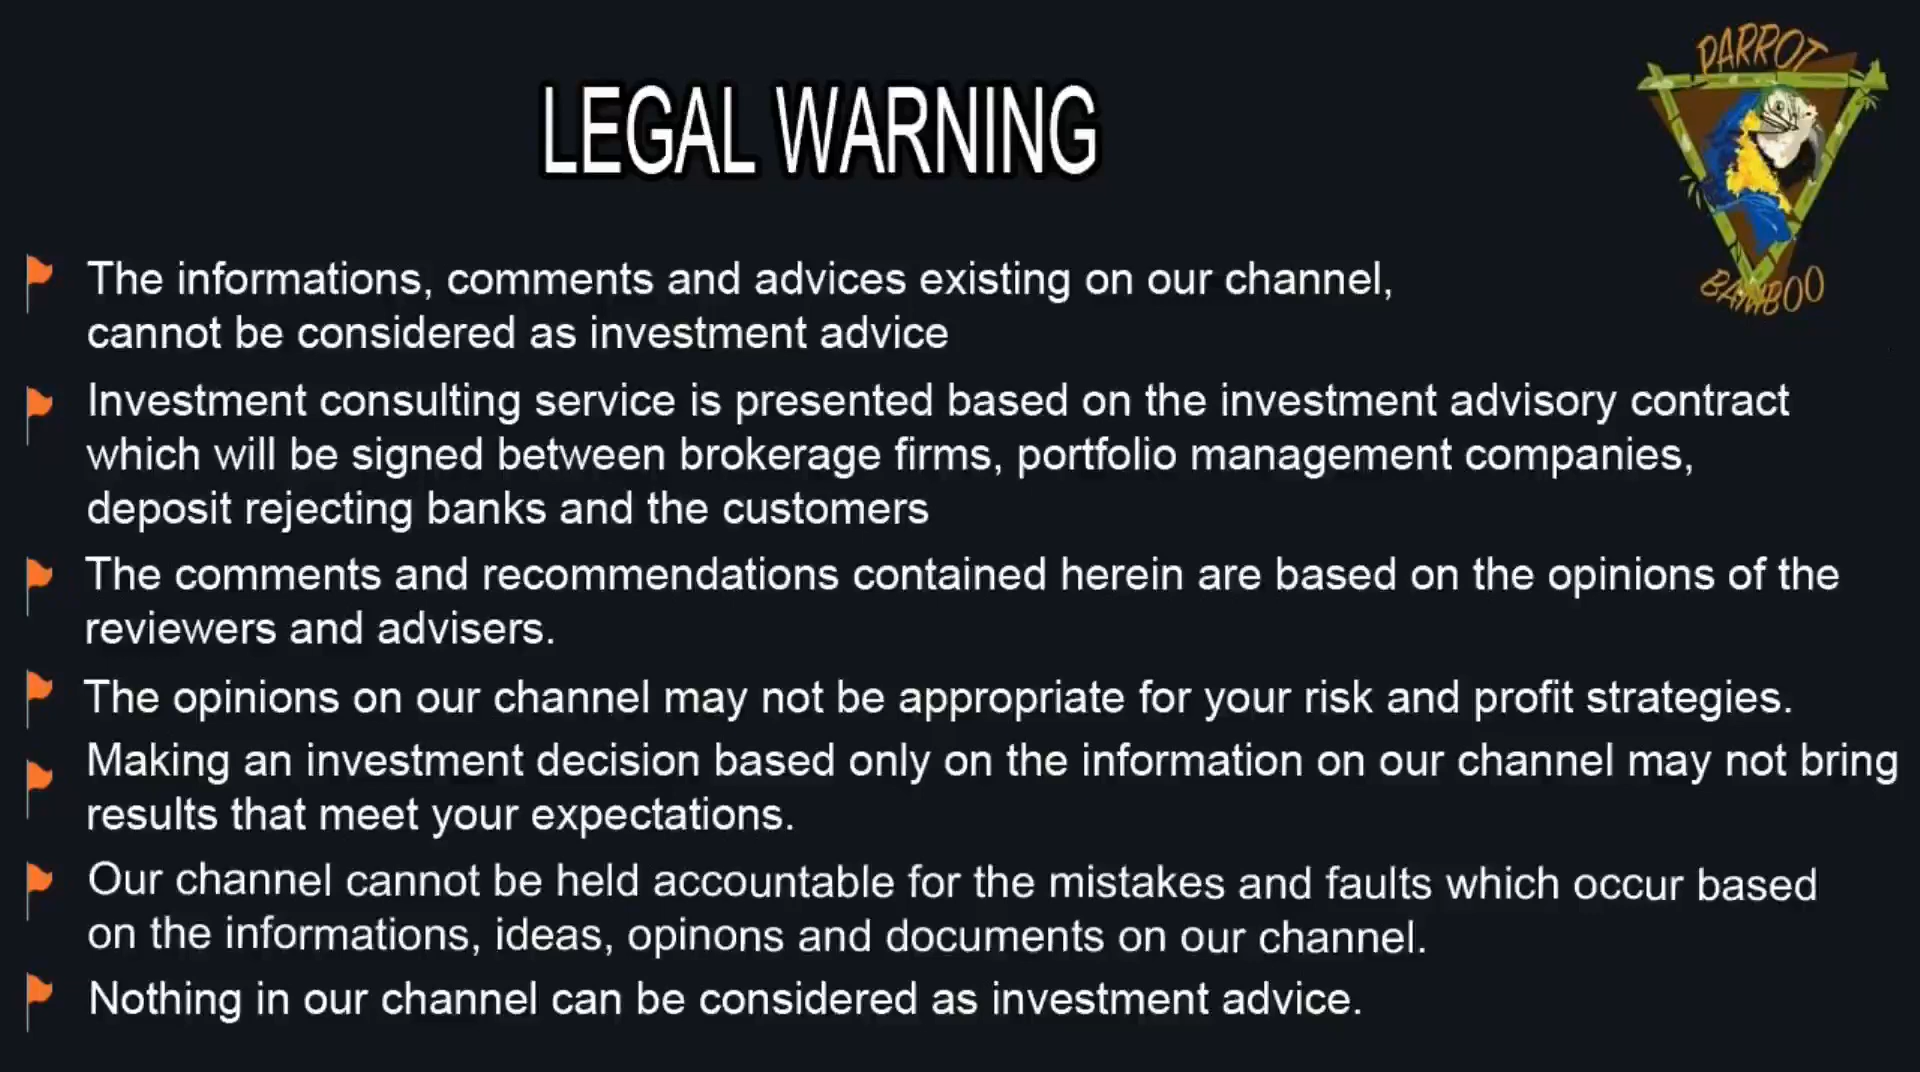 PARROT
BAMBOO
LEGAL WARNING
The informations, comments and advices existing on our channel,
cannot be considered as investment advice
Investment consulting service is presented based on the investment advisory contract
which will be signed between brokerage firms, portfolio management companies,
deposit rejecting banks and the customers
The comments and recommendations contained herein are based on the opinions of the
reviewers and advisers.
The opinions on our channel may not be appropriate for your risk and profit strategies.
Making an investment decision based only on the information on our channel may not bring
results that meet your expectations.
Our channel cannot be held accountable for the mistakes and faults which occur based
on the informations, ideas, opinons and documents on our channel.
Nothing in our channel can be considered as investment advice.